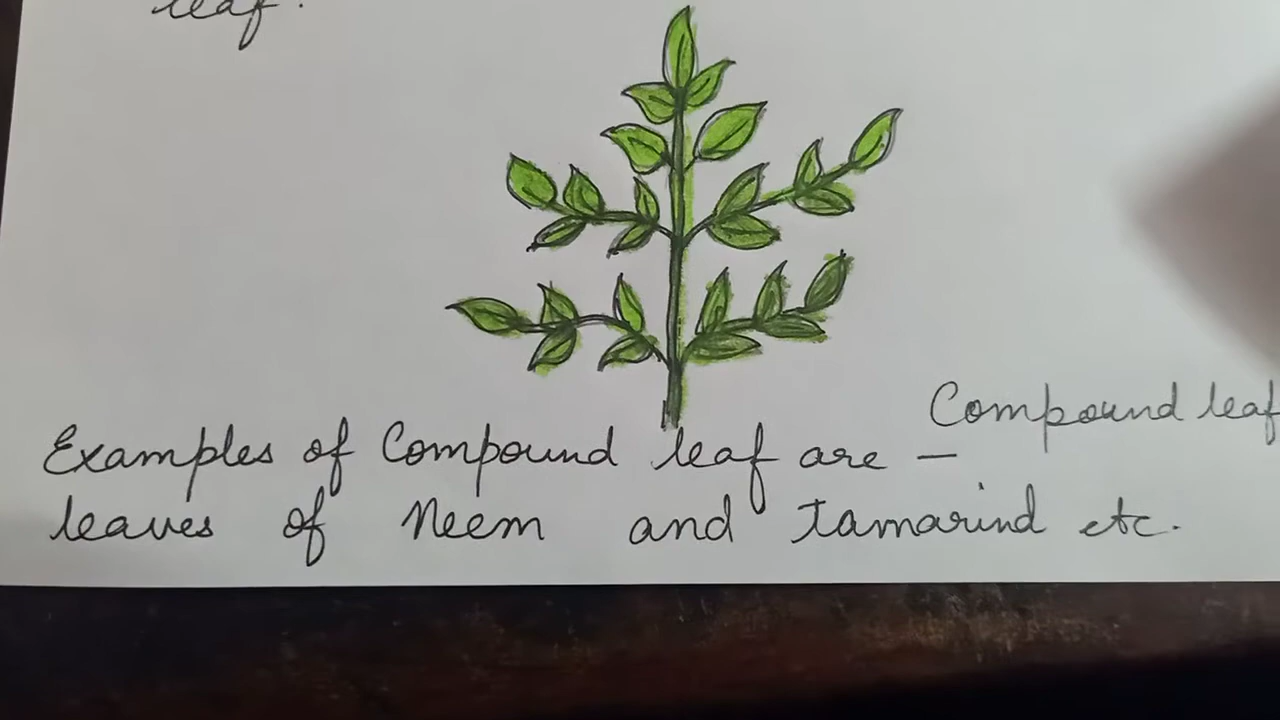 leaf.
Compound leaf
Examples of Compound leaf are –
leaves of Neem and Tamarind etc.